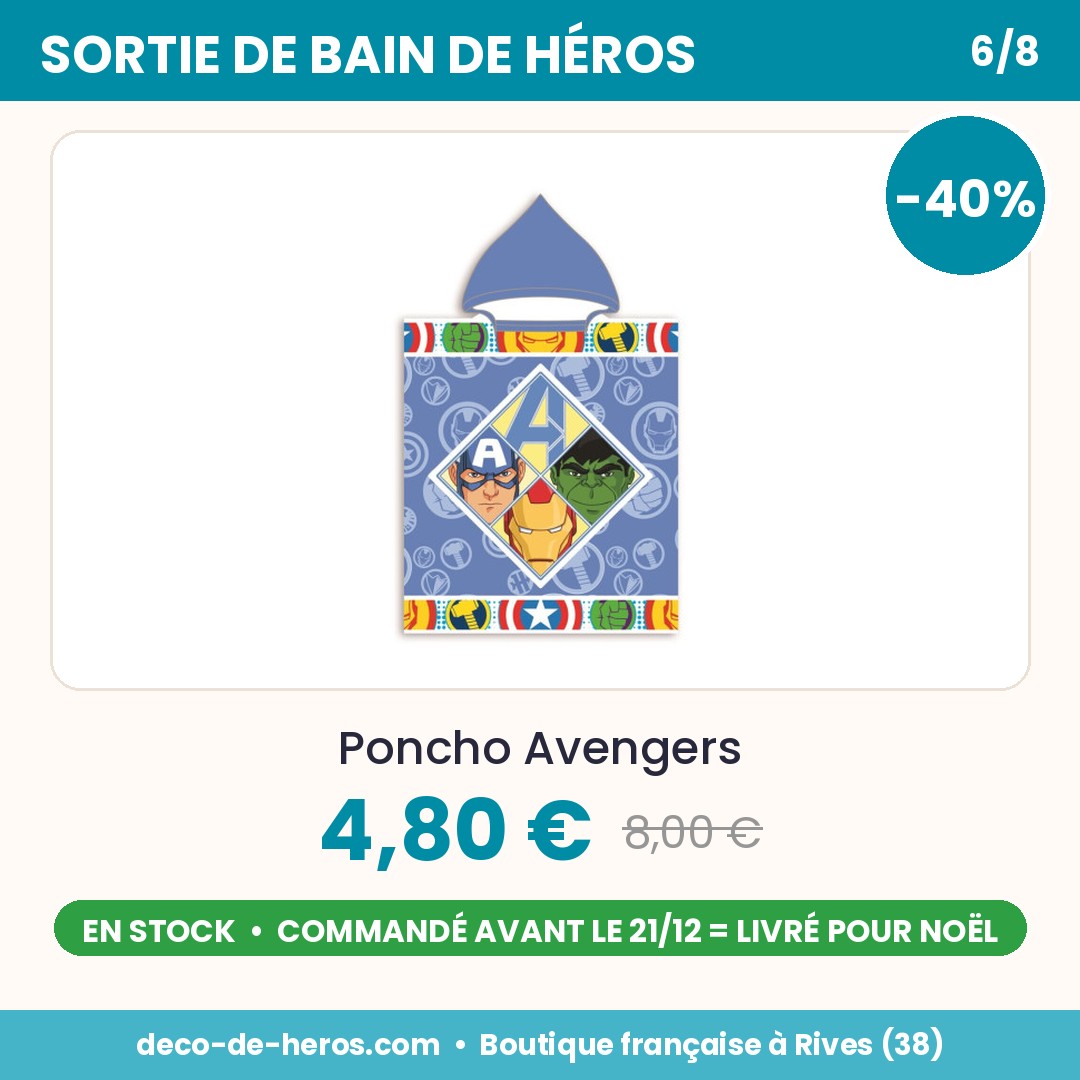 SORTIE DE BAIN DE HÉROS
6/8
-40%
A
A
Poncho Avengers
4,80 € 8,00 €
EN STOCK • COMMANDÉ AVANT LE 21/12 = LIVRÉ POUR NOËL
deco-de-heros.com • Boutique française à Rives (38)